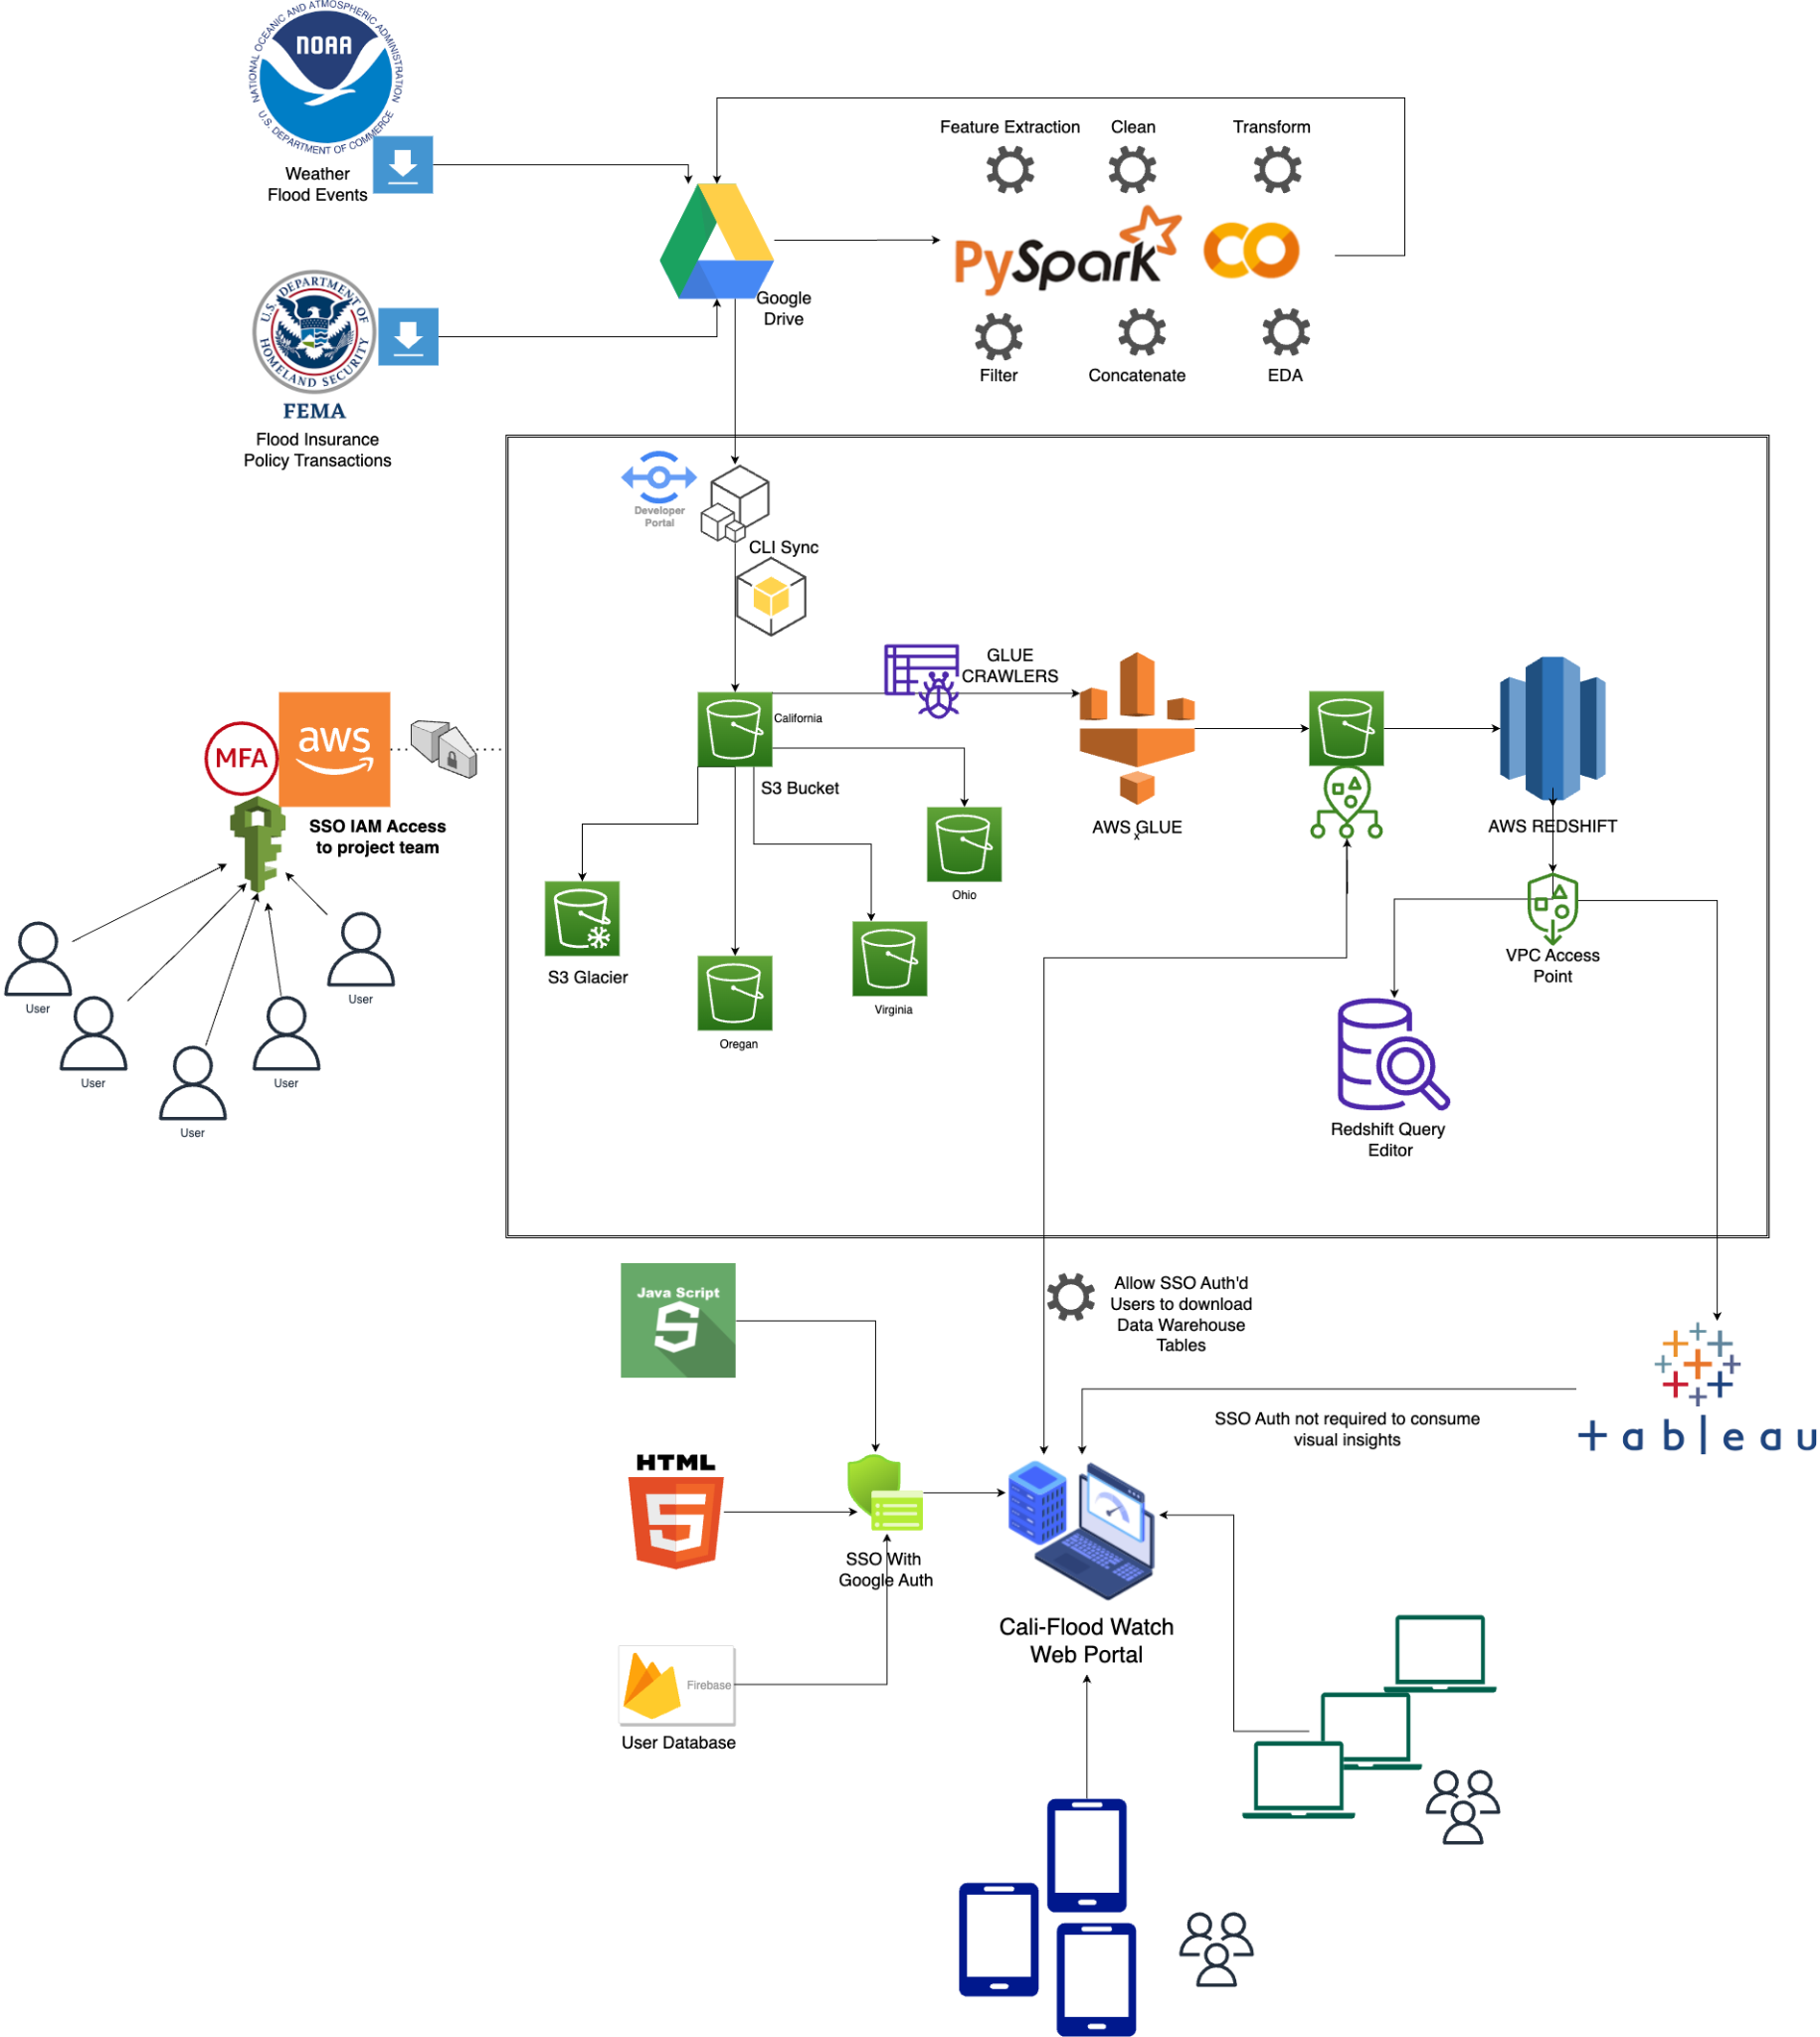 NATIONAL OCEANIC AND ATMOSPHERIC ADMINISTRATION
U.S. DEPARTMENT OF COMMERCE
NOAA
Weather
Flood Events
Feature Extraction
Clean
Transform
PySpark
CO
Google
Drive
Filter
Concatenate
EDA
U.S. DEPARTMENT OF
HOMELAND SECURITY
FEMA
Flood Insurance
Policy Transactions
Developer
Portal
CLI Sync
GLUE
CRAWLERS
California
S3 Bucket
MFA
aws
SSO IAM Access
to project team
AWS GLUE
x
AWS REDSHIFT
Ohio
S3 Glacier
Virginia
Oregan
VPC Access
Point
User
User
User
User
User
Redshift Query
Editor
Java Script
S
Allow SSO Auth'd
Users to download
Data Warehouse
Tables
SSO Auth not required to consume
visual insights
+ableau
HTML
5
SSO With
Google Auth
Cali-Flood Watch
Web Portal
Firebase
User Database